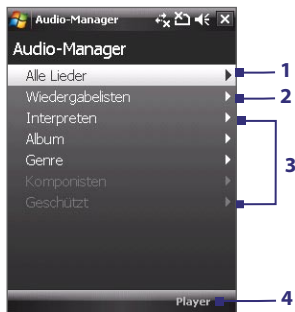 Audio-Manager
Audio-Manager
Alle Lieder
1
Wiedergabelisten
2
Interpreten
Album
Genre
3
Komponisten
Geschützt
Player
4